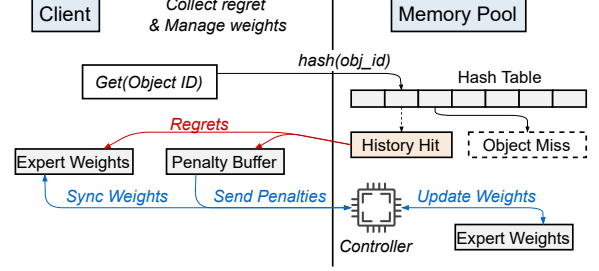 Client
Collect regret
& Manage weights
Memory Pool
hash(obj_id)
Get(Object ID)
Hash Table
Regrets
History Hit
Object Miss
Expert Weights
Penalty Buffer
Sync Weights
Send Penalties
Update Weights
Controller
Expert Weights